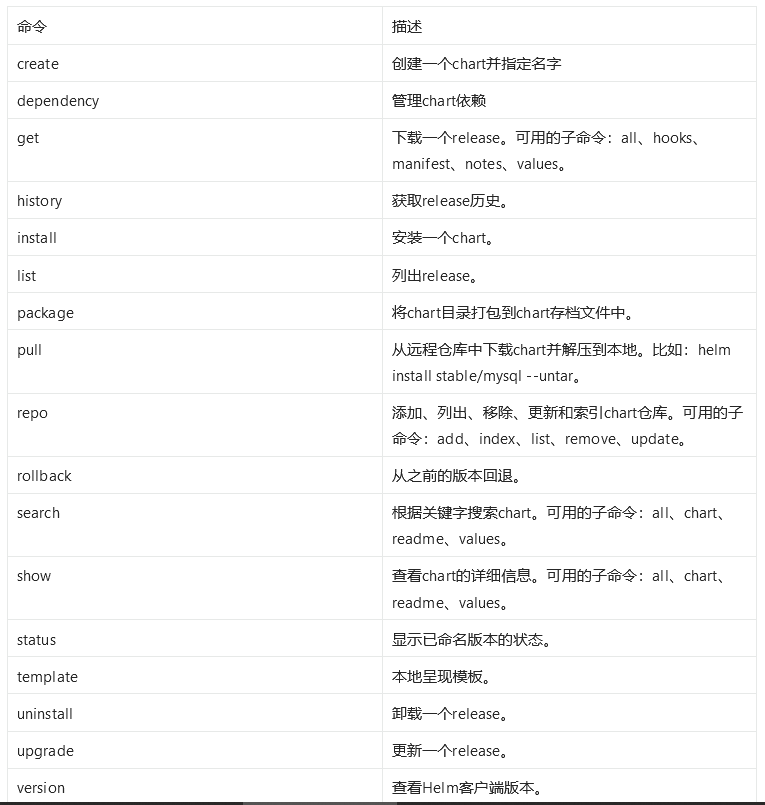 命令 描述
create 创建一个chart并指定名字
dependency 管理chart依赖
get 下载一个release。可用的子命令：all、hooks、
manifest、notes、values。
history 获取release历史。
install 安装一个chart。
list 列出release。
package 将chart目录打包到chart存档文件中。
pull 从远程仓库中下载chart并解压到本地。比如：helm
install stable/mysql --untar。
repo 添加、列出、移除、更新和索引chart仓库。可用的子
命令：add、index、list、remove、update。
rollback 从之前的版本回退。
search 根据关键字搜索chart。可用的子命令：all、chart、
readme、values。
show 查看chart的详细信息。可用的子命令：all、chart、
readme、values。
status 显示已命名版本的状态。
template 本地呈现模板。
uninstall 卸载一个release。
upgrade 更新一个release。
version 查看Helm客户端版本。